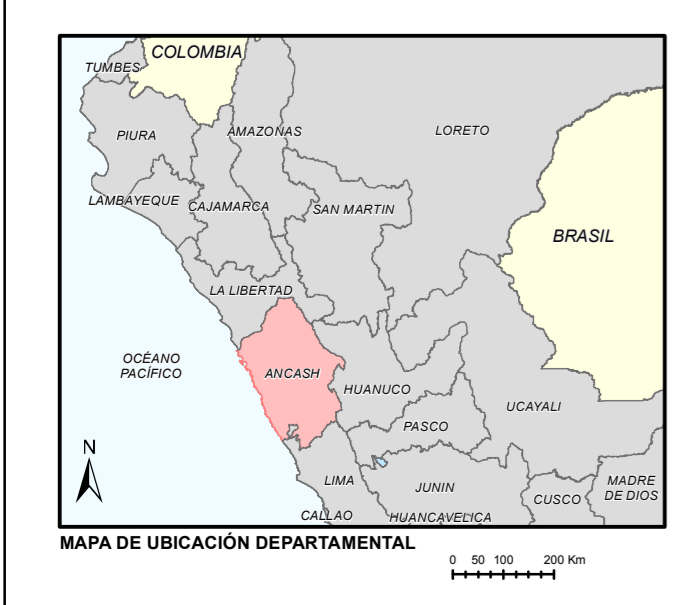 COLOMBIA
TUMBES
PIURA
AMAZONAS
LORETO
LAMBAYEQUE
CAJAMARCA
SAN MARTIN
BRASIL
LA LIBERTAD
OCÉANO
PACÍFICO
ANCASH
HUANUCO
UCAYALI
PASCO
N
LIMA
JUNIN
CUSCO
MADRE
DE DIOS
CALLAO
HUANCAVELICA
MAPA DE UBICACIÓN DEPARTAMENTAL
0 50 100 200 Km